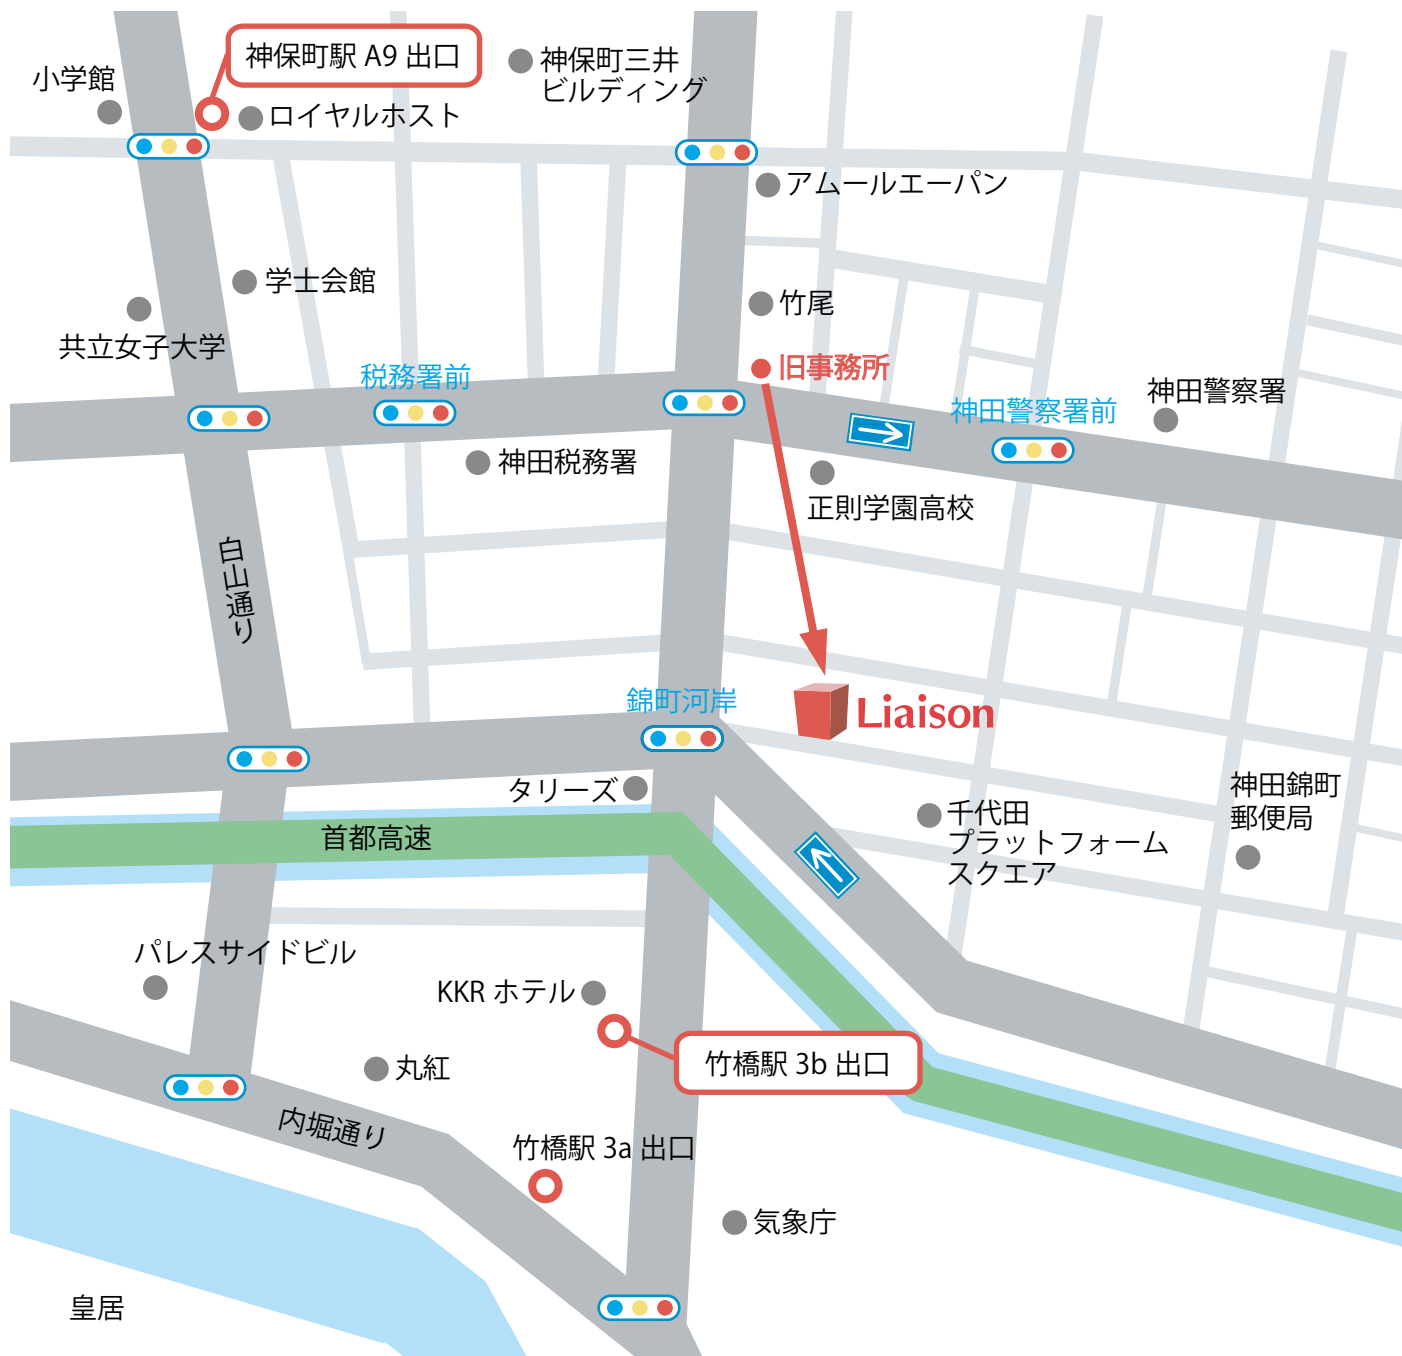 神保町駅 A9 出口
小学館
ロイヤルホスト
神保町三井
ビルディング
アムールエーパン
学士会館
共立女子大学
竹尾
旧事務所
税務署前
神田警察署前
神田警察署
神田税務署
正則学園高校
白山通り
錦町河岸
Liaison
タリーズ
首都高速
千代田
プラットフォーム
スクエア
神田錦町
郵便局
パレスサイドビル
KKR ホテル
竹橋駅 3b 出口
丸紅
内堀通り
竹橋駅 3a 出口
気象庁
皇居